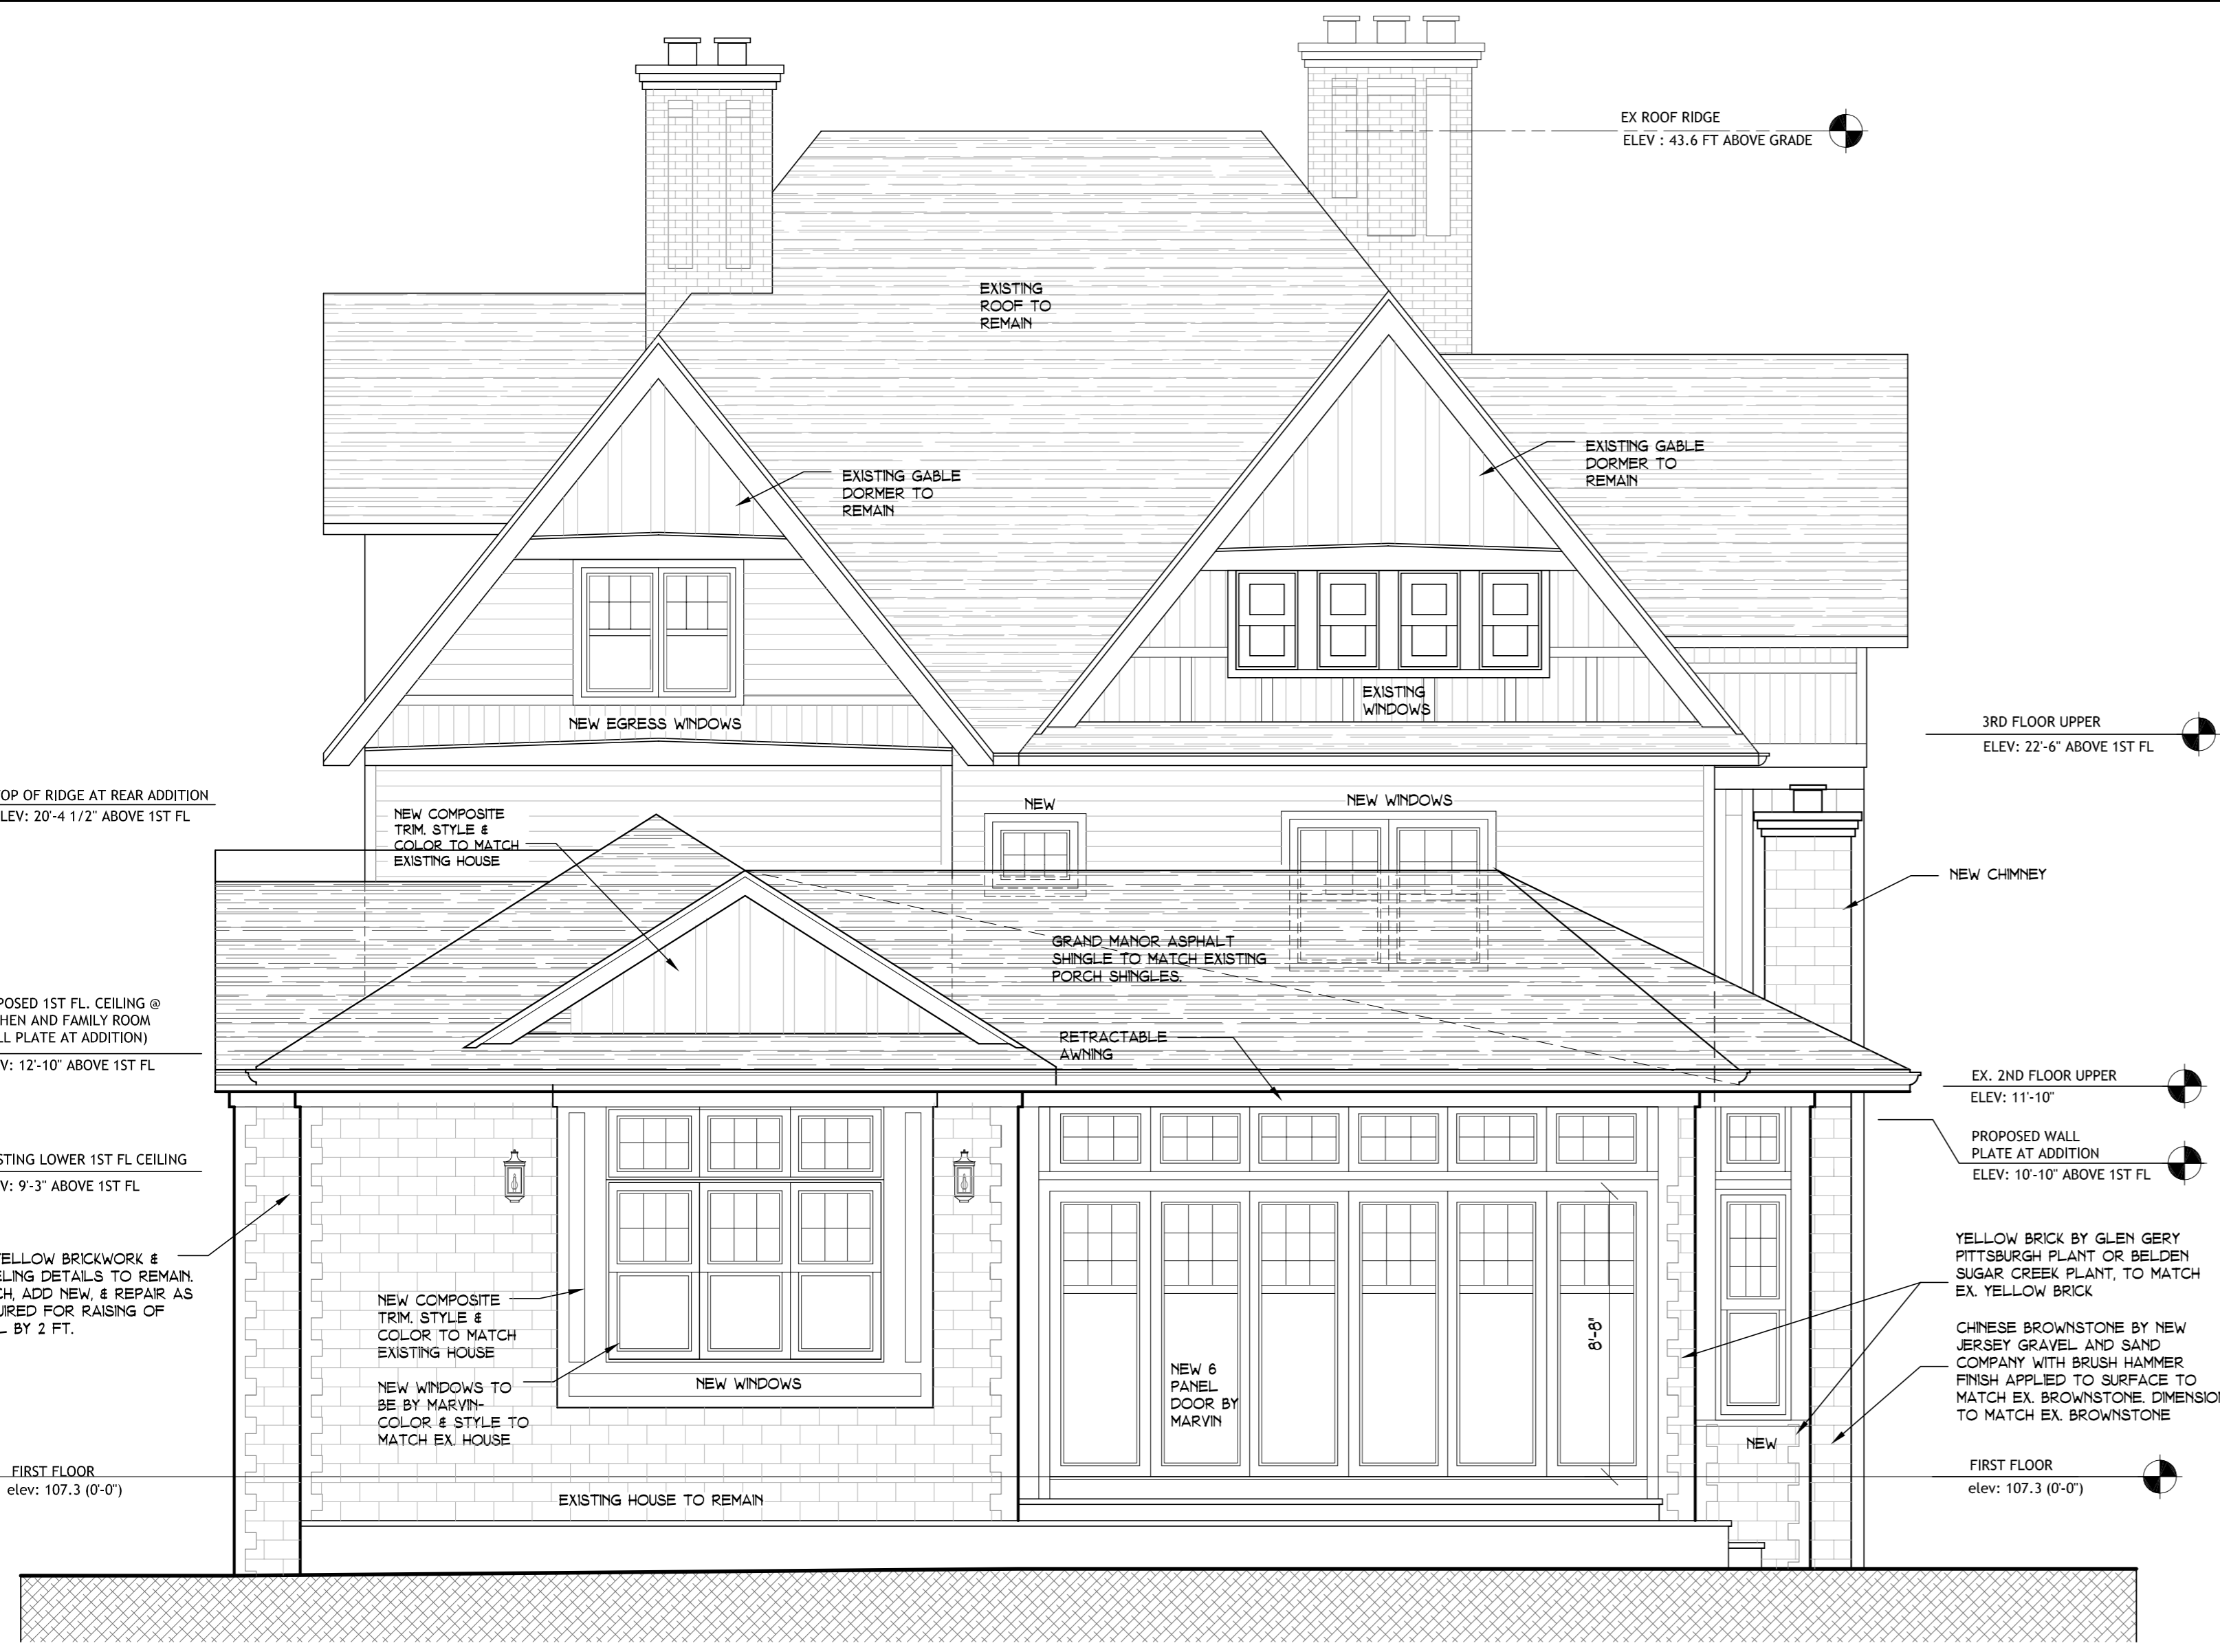 EX ROOF RIDGE
ELEV : 43.6 FT ABOVE GRADE
EXISTING
ROOF TO
REMAIN
EXISTING GABLE
DORMER TO
REMAIN
EXISTING GABLE
DORMER TO
REMAIN
EXISTING
WINDOWS
NEW EGRESS WINDOWS
3RD FLOOR UPPER
ELEV: 22'-6" ABOVE 1ST FL
OP OF RIDGE AT REAR ADDITION
LEV: 20'-4 1/2" ABOVE 1ST FL
NEW COMPOSITE
TRIM. STYLE &
COLOR TO MATCH
EXISTING HOUSE
NEW
NEW WINDOWS
NEW CHIMNEY
GRAND MANOR ASPHALT
SHINGLE TO MATCH EXISTING
PORCH SHINGLES.
POSED 1ST FL. CEILING @
HEN AND FAMILY ROOM
LL PLATE AT ADDITION)
V: 12'-10" ABOVE 1ST FL
RETRACTABLE
AWNING
EX. 2ND FLOOR UPPER
ELEV: 11'-10"
PROPOSED WALL
PLATE AT ADDITION
ELEV: 10'-10" ABOVE 1ST FL
STING LOWER 1ST FL CEILING
V: 9'-3" ABOVE 1ST FL
YELLOW BRICKWORK &
ELING DETAILS TO REMAIN.
CH, ADD NEW, & REPAIR AS
UIRED FOR RAISING OF
L BY 2 FT.
YELLOW BRICK BY GLEN GERY
PITTSBURGH PLANT OR BELDEN
SUGAR CREEK PLANT, TO MATCH
EX. YELLOW BRICK
NEW COMPOSITE
TRIM. STYLE &
COLOR TO MATCH
EXISTING HOUSE
8'-8"
CHINESE BROWNSTONE BY NEW
JERSEY GRAVEL AND SAND
COMPANY WITH BRUSH HAMMER
FINISH APPLIED TO SURFACE TO
MATCH EX. BROWNSTONE. DIMENSION
TO MATCH EX. BROWNSTONE
NEW WINDOWS TO
BE BY MARVIN-
COLOR & STYLE TO
MATCH EX. HOUSE
NEW WINDOWS
NEW 6
PANEL
DOOR BY
MARVIN
NEW
FIRST FLOOR
elev: 107.3 (0'-0")
EXISTING HOUSE TO REMAIN
FIRST FLOOR
elev: 107.3 (0'-0")